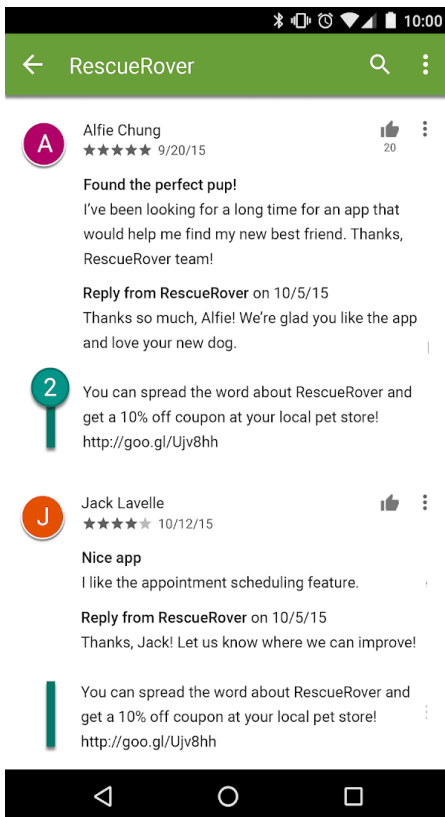 10:00
RescueRover
A
Alfie Chung
★★★★★ 9/20/15
20
Found the perfect pup!
I've been looking for a long time for an app that
would help me find my new best friend. Thanks,
RescueRover team!
Reply from RescueRover on 10/5/15
Thanks so much, Alfie! We're glad you like the app
and love your new dog.
2
You can spread the word about RescueRover and
get a 10% off coupon at your local pet store!
http://goo.gl/Ujv8hh
J
Jack Lavelle
★★★★★ 10/12/15
Nice app
I like the appointment scheduling feature.
Reply from RescueRover on 10/5/15
Thanks, Jack! Let us know where we can improve!
You can spread the word about RescueRover and
get a 10% off coupon at your local pet store!
http://goo.gl/Ujv8hh